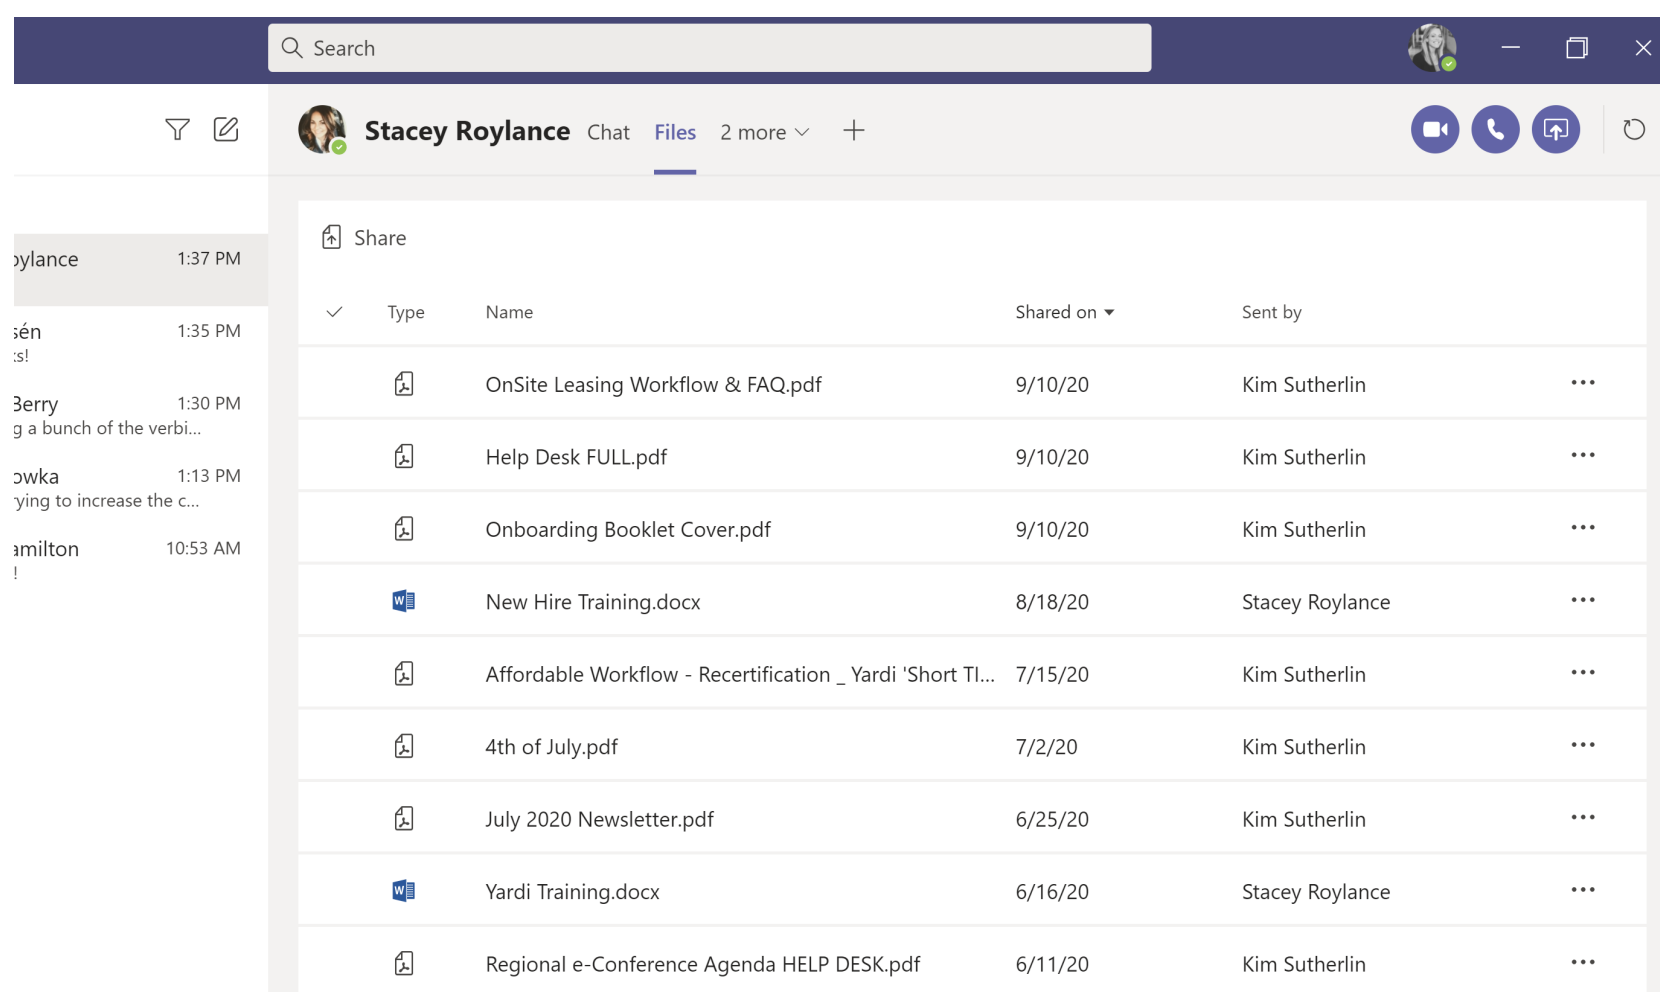 Search
Stacey Roylance Chat Files 2 more
Share
oylance 1:37 PM
Type Name Shared on Sent by
sén 1:35 PM
ks!
OnSite Leasing Workflow & FAQ.pdf 9/10/20 Kim Sutherlin
Berry 1:30 PM
g a bunch of the verbi...
Help Desk FULL.pdf 9/10/20 Kim Sutherlin
owka 1:13 PM
rying to increase the c...
Onboarding Booklet Cover.pdf 9/10/20 Kim Sutherlin
amilton 10:53 AM
!
New Hire Training.docx 8/18/20 Stacey Roylance
Affordable Workflow - Recertification _ Yardi 'Short TI... 7/15/20 Kim Sutherlin
4th of July.pdf 7/2/20 Kim Sutherlin
July 2020 Newsletter.pdf 6/25/20 Kim Sutherlin
Yardi Training.docx 6/16/20 Stacey Roylance
Regional e-Conference Agenda HELP DESK.pdf 6/11/20 Kim Sutherlin